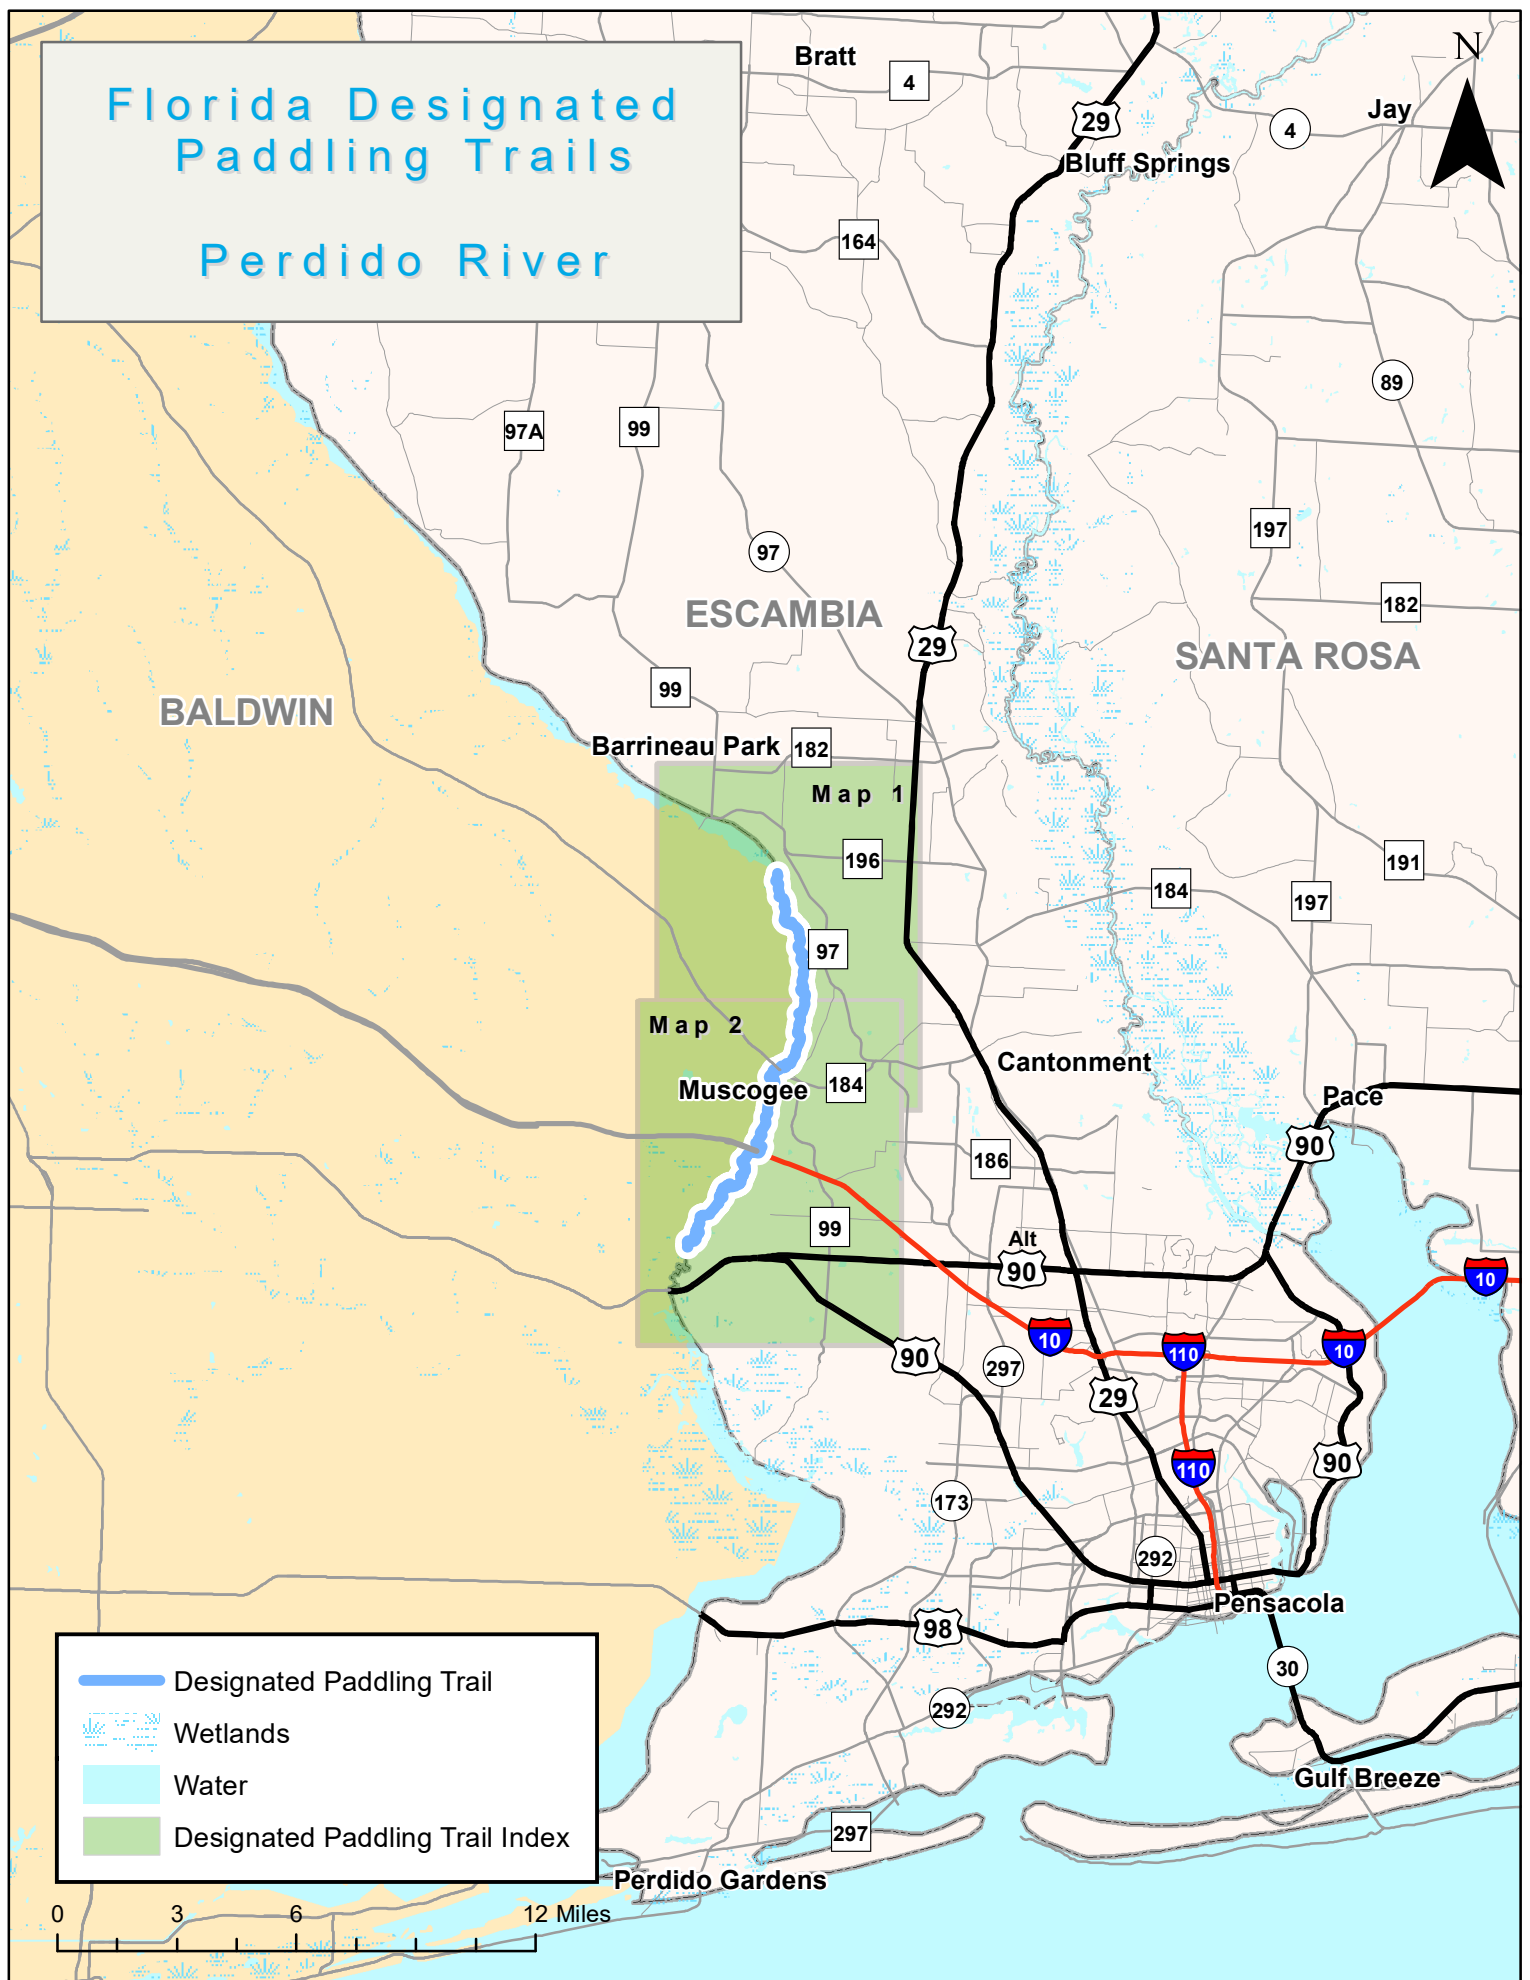 Florida Designated
Paddling Trails
Perdido River
N
Bratt
4
29
4
Jay
Bluff Springs
164
89
97A
99
97
197
182
ESCAMBIA
29
SANTA ROSA
99
BALDWIN
Barrineau Park
182
Map 1
196
184
191
197
97
Map 2
Cantonment
184
Muscogee
Pace
90
186
99
Alt
90
10
10
110
10
90
297
29
90
110
173
292
Pensacola
98
30
292
Gulf Breeze
297
Perdido Gardens
Designated Paddling Trail
Wetlands
Water
Designated Paddling Trail Index
0 3 6 12 Miles